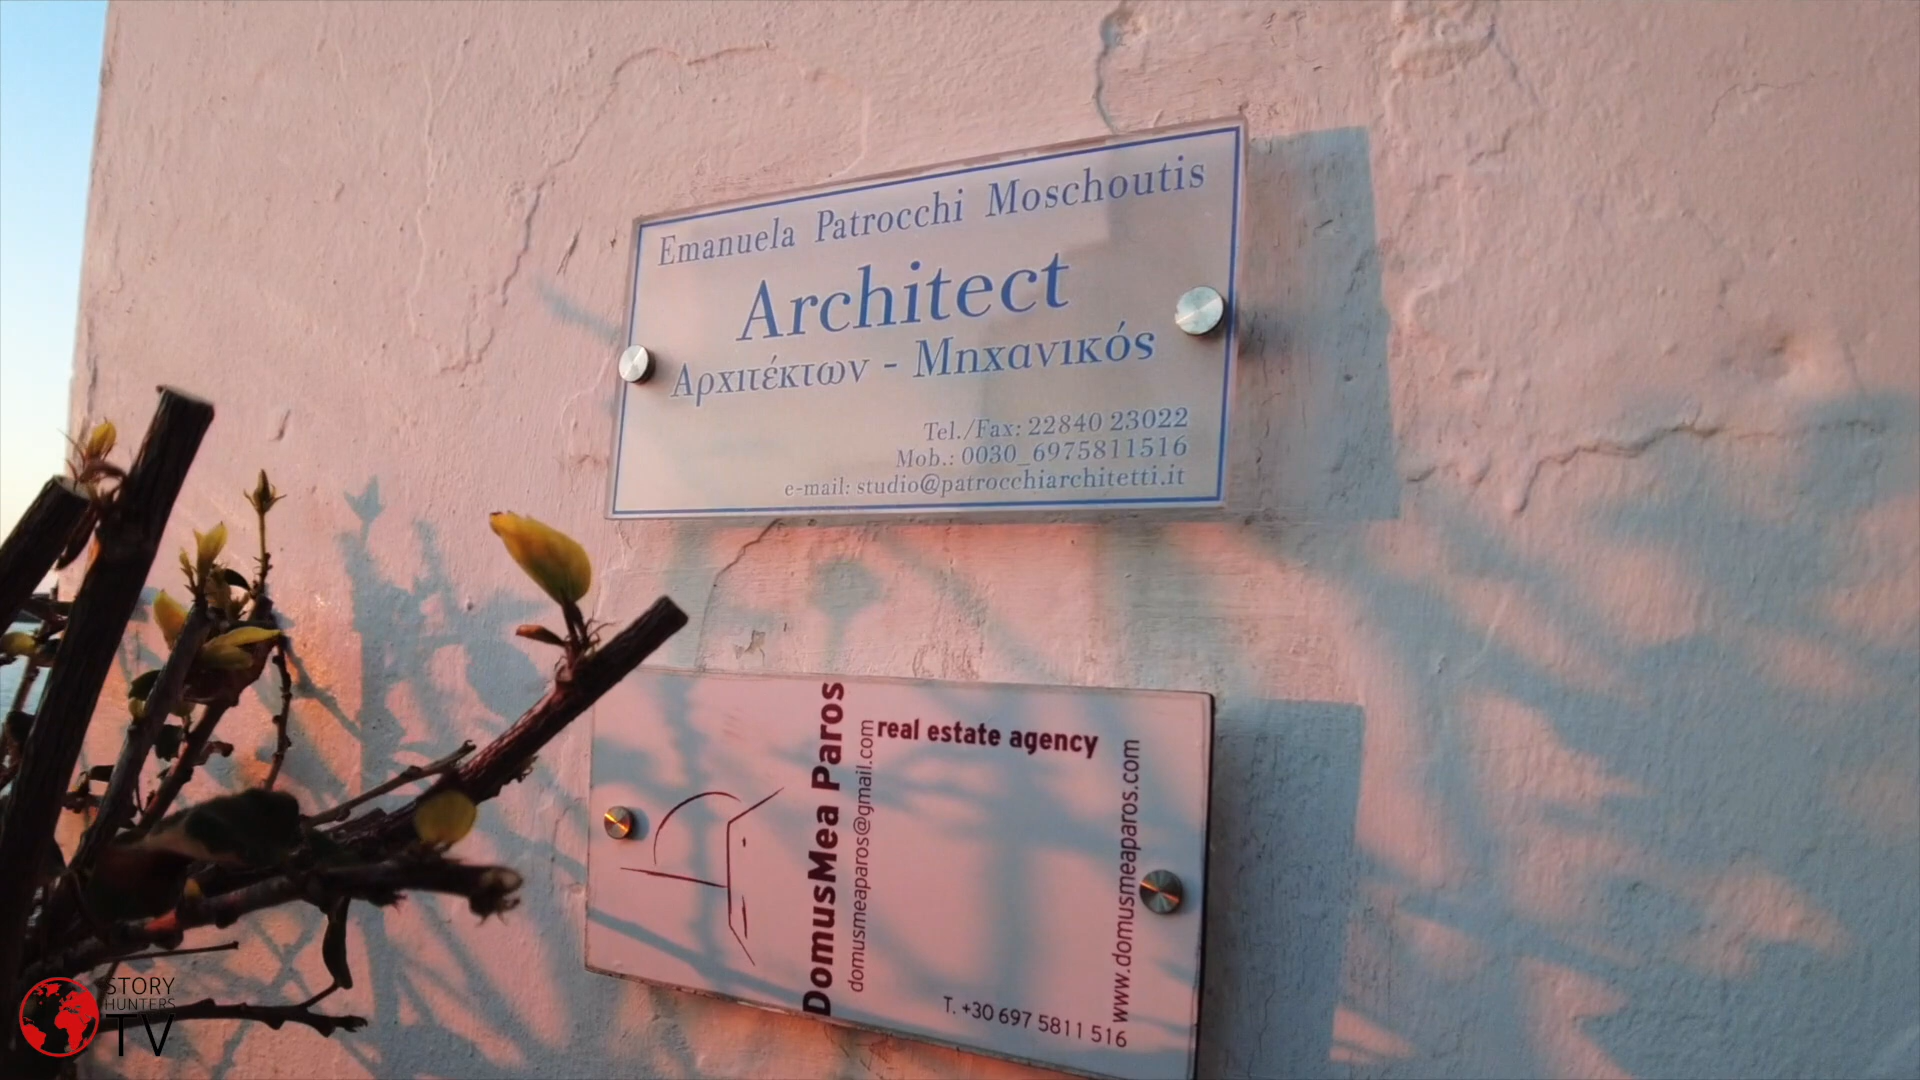 Emanuela Patrocchi Moschoutis
Architect
Αρχιτέκτων - Μηχανικός
Tel./Fax: 22840 23022
Mob.: 0030_6975811516
e-mail: studio@patrocchiarchitetti.it
DomusMea Paros
domusmeaparos@gmail.com
real estate agency
www.domusmeaparos.com
T. +30 697 5811 516
STORY
HUNTERS
TV